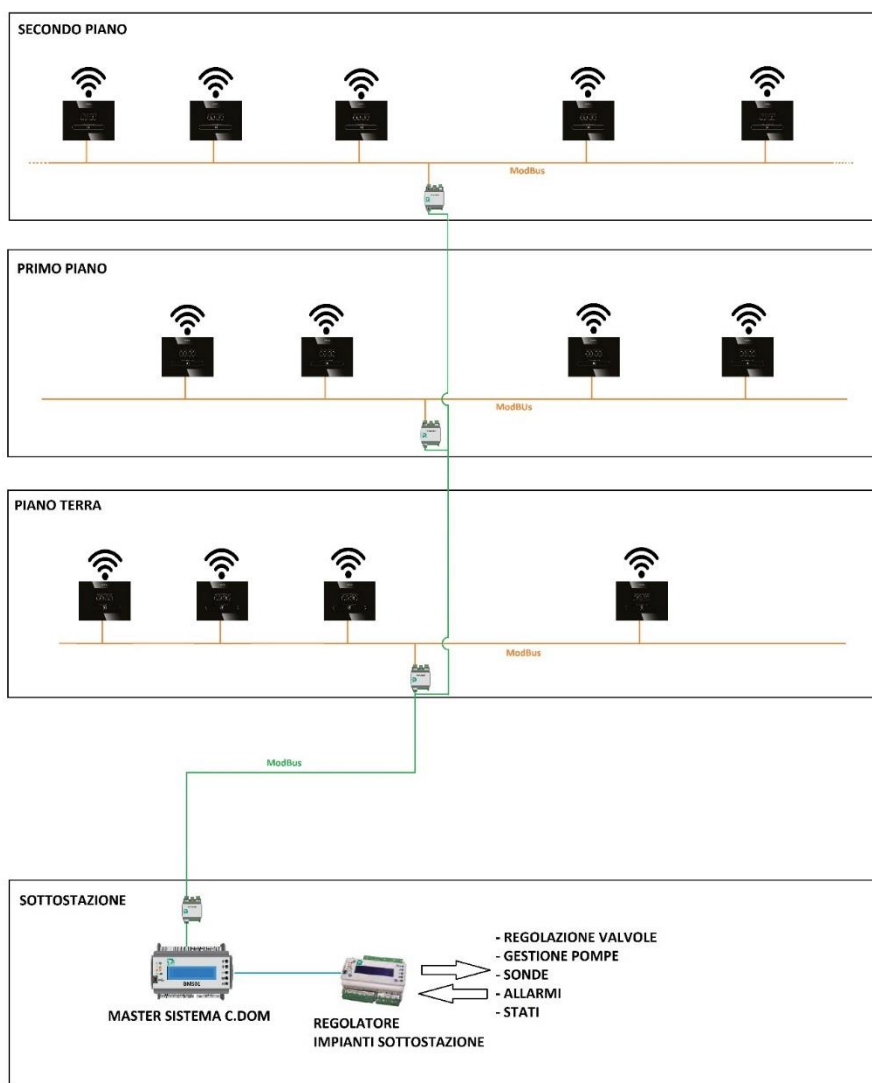 SECONDO PIANO
ModBus
PRIMO PIANO
ModBUs
PIANO TERRA
ModBus
ModBus
SOTTOSTAZIONE
BMS01
MASTER SISTEMA C.DOM
REGOLATORE
IMPIANTI SOTTOSTAZIONE
- REGOLAZIONE VALVOLE
- GESTIONE POMPE
- SONDE
- ALLARMI
- STATI